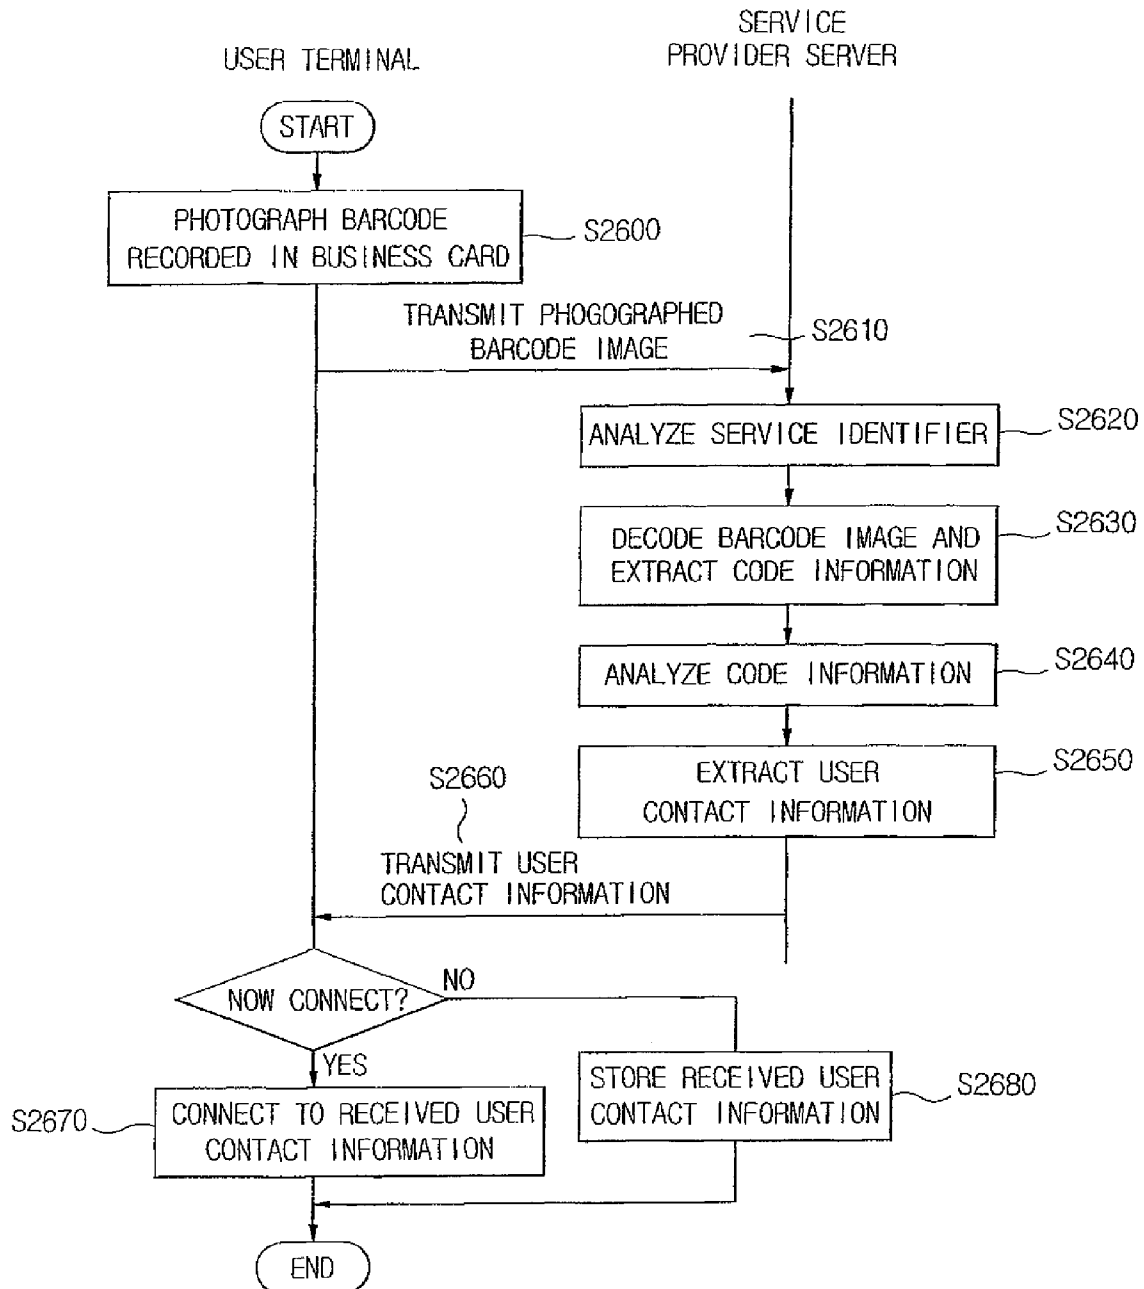 USER TERMINAL
SERVICE
PROVIDER SERVER
START
PHOTOGRAPH BARCODE
RECORDED IN BUSINESS CARD
S2600
TRANSMIT PHOGOGRAPHED
BARCODE IMAGE
S2610
ANALYZE SERVICE IDENTIFIER
S2620
DECODE BARCODE IMAGE AND
EXTRACT CODE INFORMATION
S2630
ANALYZE CODE INFORMATION
S2640
EXTRACT USER
CONTACT INFORMATION
S2650
S2660
TRANSMIT USER
CONTACT INFORMATION
NOW CONNECT?
NO
YES
S2670
CONNECT TO RECEIVED USER
CONTACT INFORMATION
STORE RECEIVED USER
CONTACT INFORMATION
S2680
END